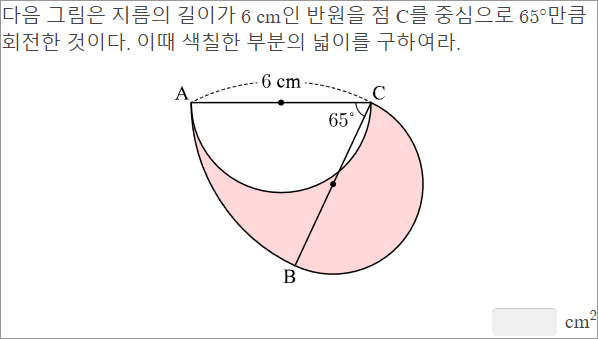 다음 그림은 지름의 길이가 6 cm인 반원을 점 C를 중심으로 65°만큼
회전한 것이다. 이때 색칠한 부분의 넓이를 구하여라.
6 cm
A
C
65°
B
cm²